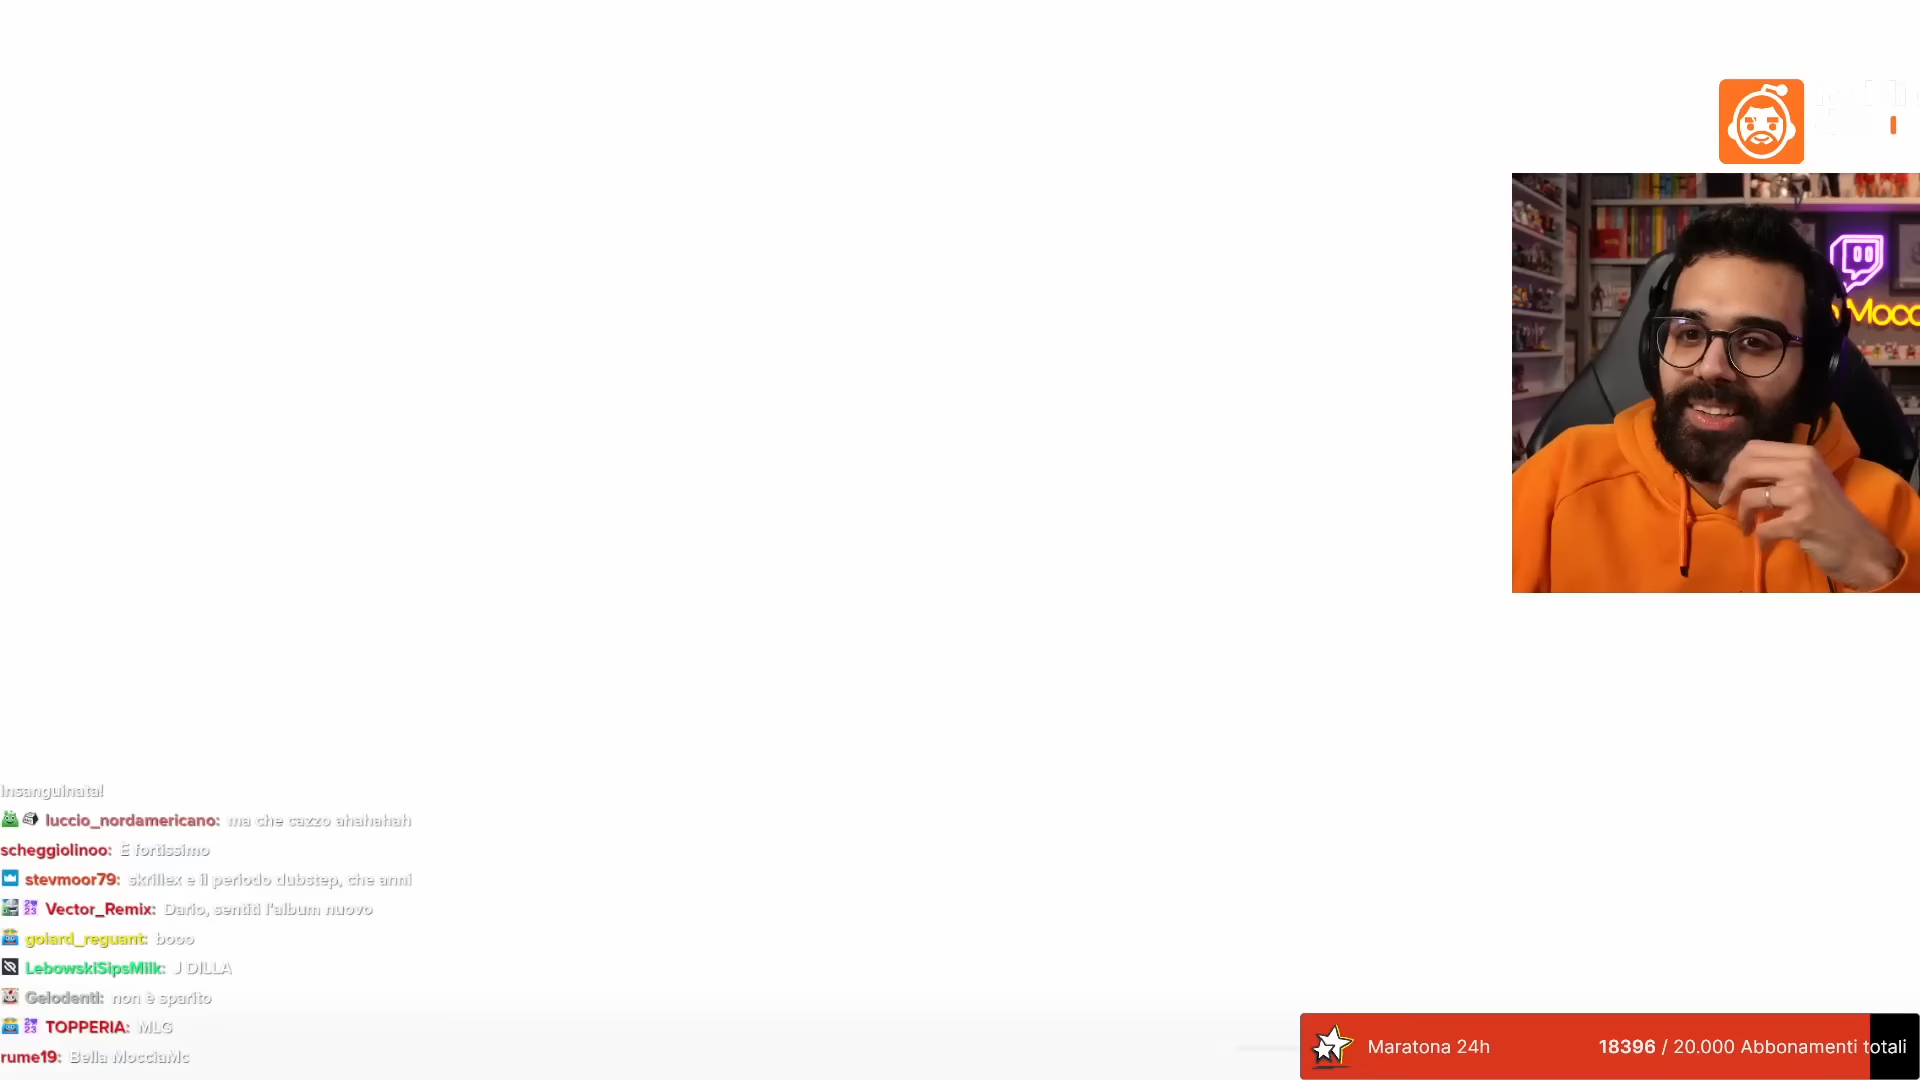 Mocc
insanguinata!
luccio_nordamericano: ma che cazzo ahahahah
scheggiolinoo: È fortissimo
stevmoor79: skrillex e il periodo dubstep, che anni
Vector_Remix: Dario, sentiti l'album nuovo
golard_reguant: booo
LebowskiSipsMilk: J DILLA
Gelodenti: non è sparito
TOPPERIA: MLG
rume19: Bella MocciaMc
Maratona 24h
18396 / 20.000 Abbonamenti totali